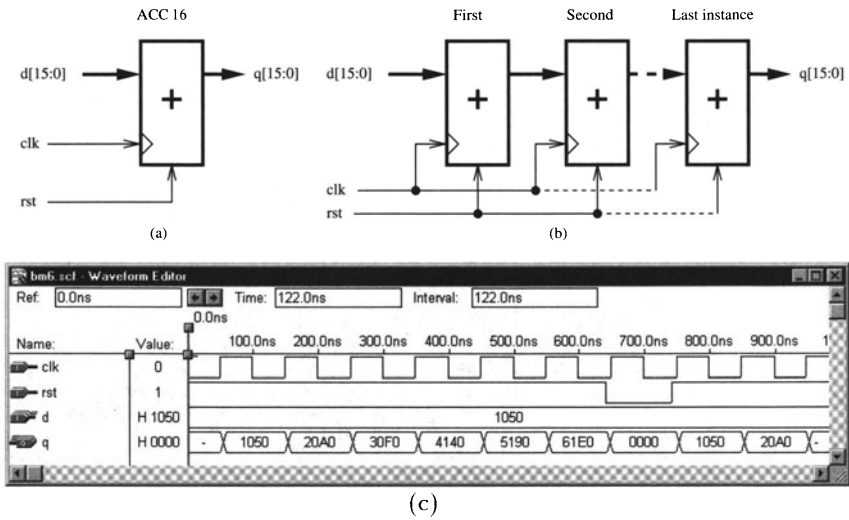 ACC 16
First Second Last instance
d[15:0] q[15:0] d[15:0] q[15:0]
+ + + +
clk
clk
rst
rst
(a) (b)
bm6.scf - Waveform Editor
Ref: 0.0ns Time: 122.0ns Interval: 122.0ns
0.0ns
Name: Value: 100.0ns 200.0ns 300.0ns 400.0ns 500.0ns 600.0ns 700.0ns 800.0ns 900.0ns 1
clk 0
rst 1
d H 1050 1050
q H 0000 - 1050 20A0 30F0 4140 5190 61E0 0000 1050 20A0 -
(c)